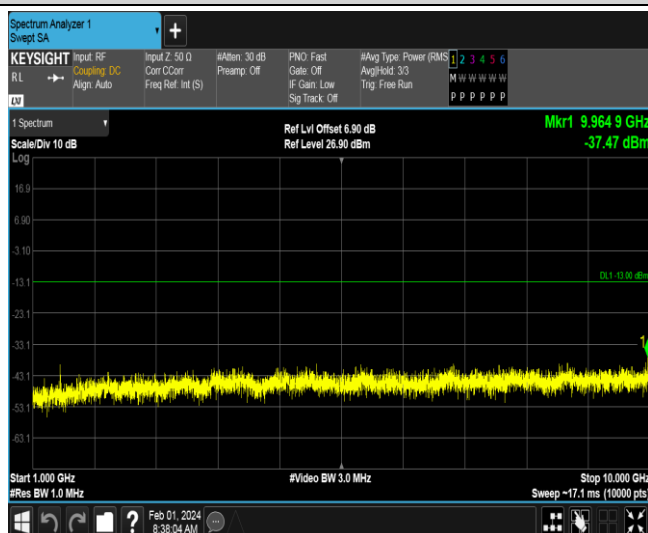 Spectrum Analyzer 1
Swept SA
+
KEYSIGHT
RL
LXI
Input: RF
Coupling: DC
Align: Auto
Input Z: 50 Ω
Corr CCorr
Freq Ref: Int (S)
#Atten: 30 dB
Preamp: Off
PNO: Fast
Gate: Off
IF Gain: Low
Sig Track: Off
#Avg Type: Power (RMS
Avg|Hold: 3/3
Trig: Free Run
1 2 3 4 5 6
M W W W W W
P P P P P P
1 Spectrum
Scale/Div 10 dB
Ref Lvl Offset 6.90 dB
Ref Level 26.90 dBm
Mkr1 9.964 9 GHz
-37.47 dBm
Log
16.9
6.90
-3.10
-13.1
DL1 -13.00 dBm
-23.1
-33.1
1
-43.1
-53.1
-63.1
Start 1.000 GHz
#Video BW 3.0 MHz
Stop 10.000 GHz
#Res BW 1.0 MHz
Sweep ~17.1 ms (10000 pts)
?
Feb 01, 2024
8:38:04 AM